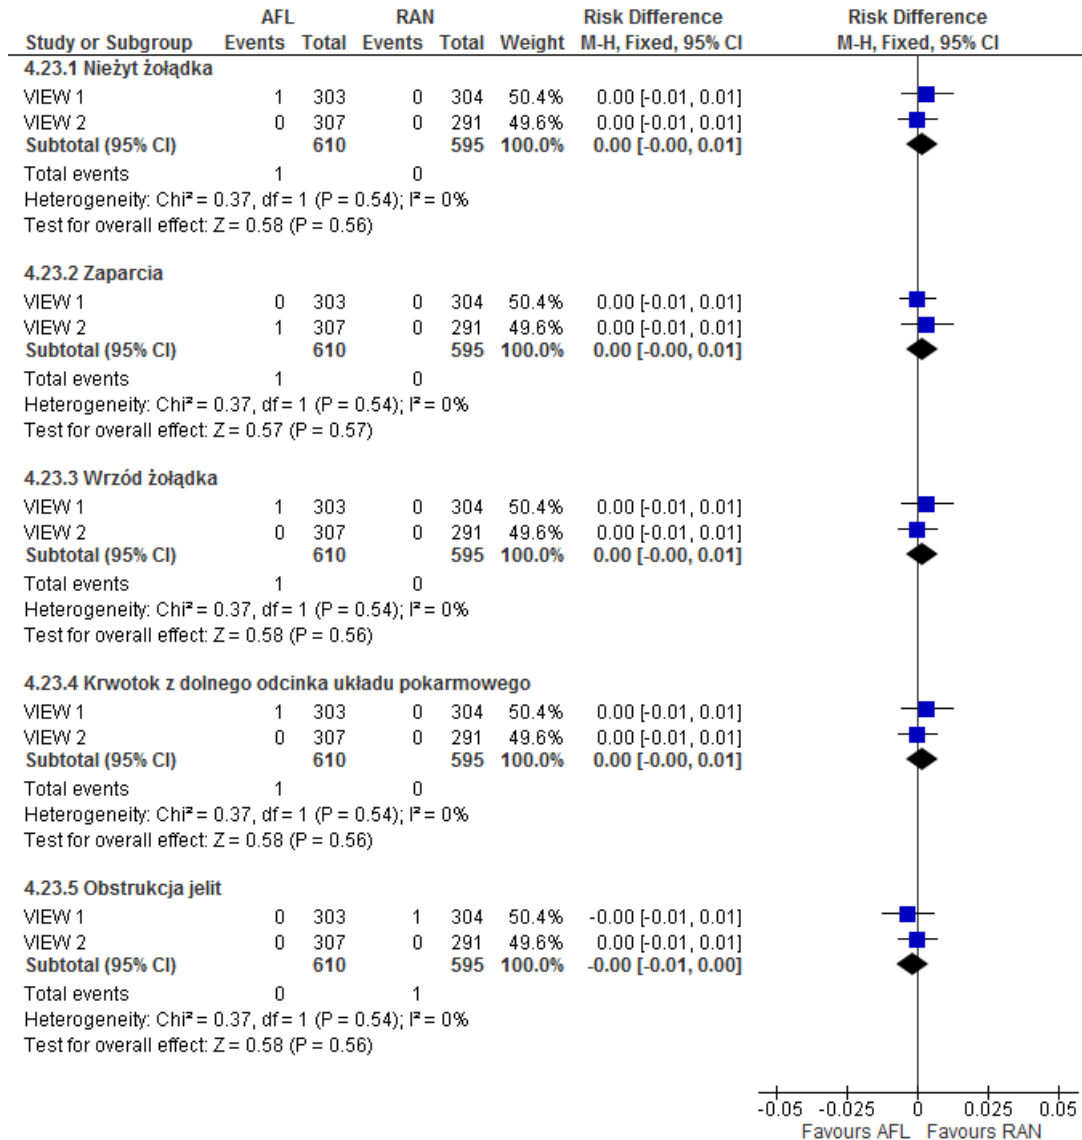 AFL RAN Risk Difference Risk Difference
Study or Subgroup Events Total Events Total Weight M-H, Fixed, 95% CI M-H, Fixed, 95% CI
4.23.1 Nieżyt żołądka
VIEW 1 1 303 0 304 50.4% 0.00 [-0.01, 0.01]
VIEW 2 0 307 0 291 49.6% 0.00 [-0.01, 0.01]
Subtotal (95% CI) 610 595 100.0% 0.00 [-0.00, 0.01]
Total events 1 0
Heterogeneity: Chi² = 0.37, df = 1 (P = 0.54); I² = 0%
Test for overall effect: Z = 0.58 (P = 0.56)
4.23.2 Zaparcia
VIEW 1 0 303 0 304 50.4% 0.00 [-0.01, 0.01]
VIEW 2 1 307 0 291 49.6% 0.00 [-0.01, 0.01]
Subtotal (95% CI) 610 595 100.0% 0.00 [-0.00, 0.01]
Total events 1 0
Heterogeneity: Chi² = 0.37, df = 1 (P = 0.54); I² = 0%
Test for overall effect: Z = 0.57 (P = 0.57)
4.23.3 Wrzód żołądka
VIEW 1 1 303 0 304 50.4% 0.00 [-0.01, 0.01]
VIEW 2 0 307 0 291 49.6% 0.00 [-0.01, 0.01]
Subtotal (95% CI) 610 595 100.0% 0.00 [-0.00, 0.01]
Total events 1 0
Heterogeneity: Chi² = 0.37, df = 1 (P = 0.54); I² = 0%
Test for overall effect: Z = 0.58 (P = 0.56)
4.23.4 Krwotok z dolnego odcinka układu pokarmowego
VIEW 1 1 303 0 304 50.4% 0.00 [-0.01, 0.01]
VIEW 2 0 307 0 291 49.6% 0.00 [-0.01, 0.01]
Subtotal (95% CI) 610 595 100.0% 0.00 [-0.00, 0.01]
Total events 1 0
Heterogeneity: Chi² = 0.37, df = 1 (P = 0.54); I² = 0%
Test for overall effect: Z = 0.58 (P = 0.56)
4.23.5 Obstrukcja jelit
VIEW 1 0 303 1 304 50.4% -0.00 [-0.01, 0.01]
VIEW 2 0 307 0 291 49.6% 0.00 [-0.01, 0.01]
Subtotal (95% CI) 610 595 100.0% -0.00 [-0.01, 0.00]
Total events 0 1
Heterogeneity: Chi² = 0.37, df = 1 (P = 0.54); I² = 0%
Test for overall effect: Z = 0.58 (P = 0.56)
-0.05 -0.025 0 0.025 0.05
Favours AFL Favours RAN